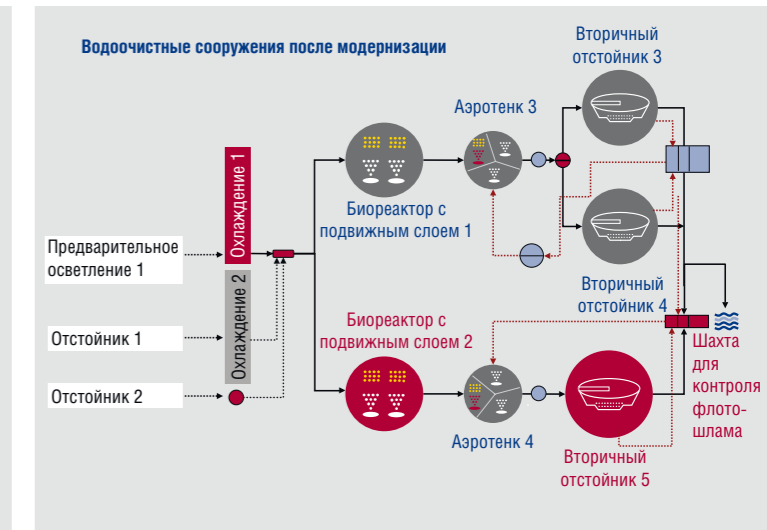 Водоочистные сооружения после модернизации
Вторичный
отстойник 3
Аэротенк 3
Охлаждение 1
Биореактор с
подвижным слоем 1
Предварительное
осветление 1
Вторичный
отстойник 4
Охлаждение 2
Отстойник 1
Биореактор с
подвижным слоем 2
Шахта
для
контроля
флото-
шлама
Отстойник 2
Аэротенк 4
Вторичный
отстойник 5